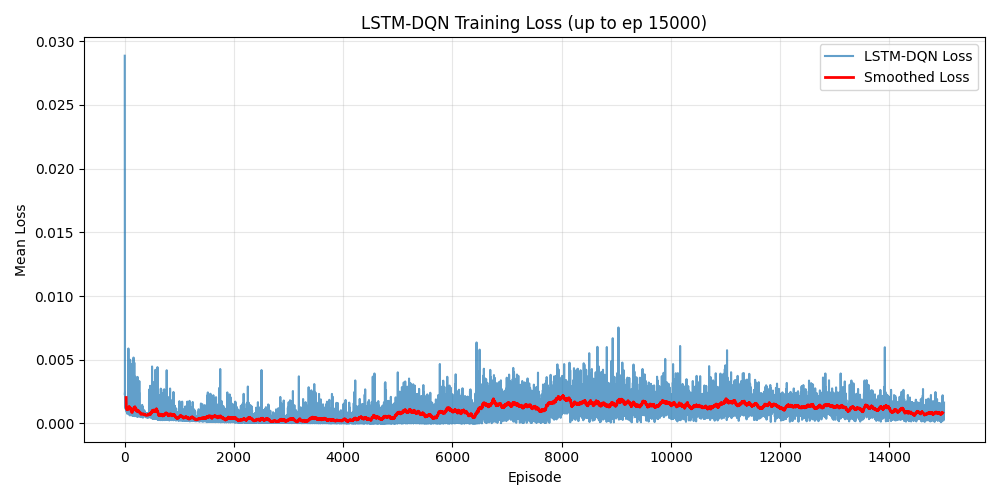 LSTM-DQN Training Loss (up to ep 15000)
LSTM-DQN Loss
Smoothed Loss
Mean Loss
0.030
0.025
0.020
0.015
0.010
0.005
0.000
0 2000 4000 6000 8000 10000 12000 14000
Episode